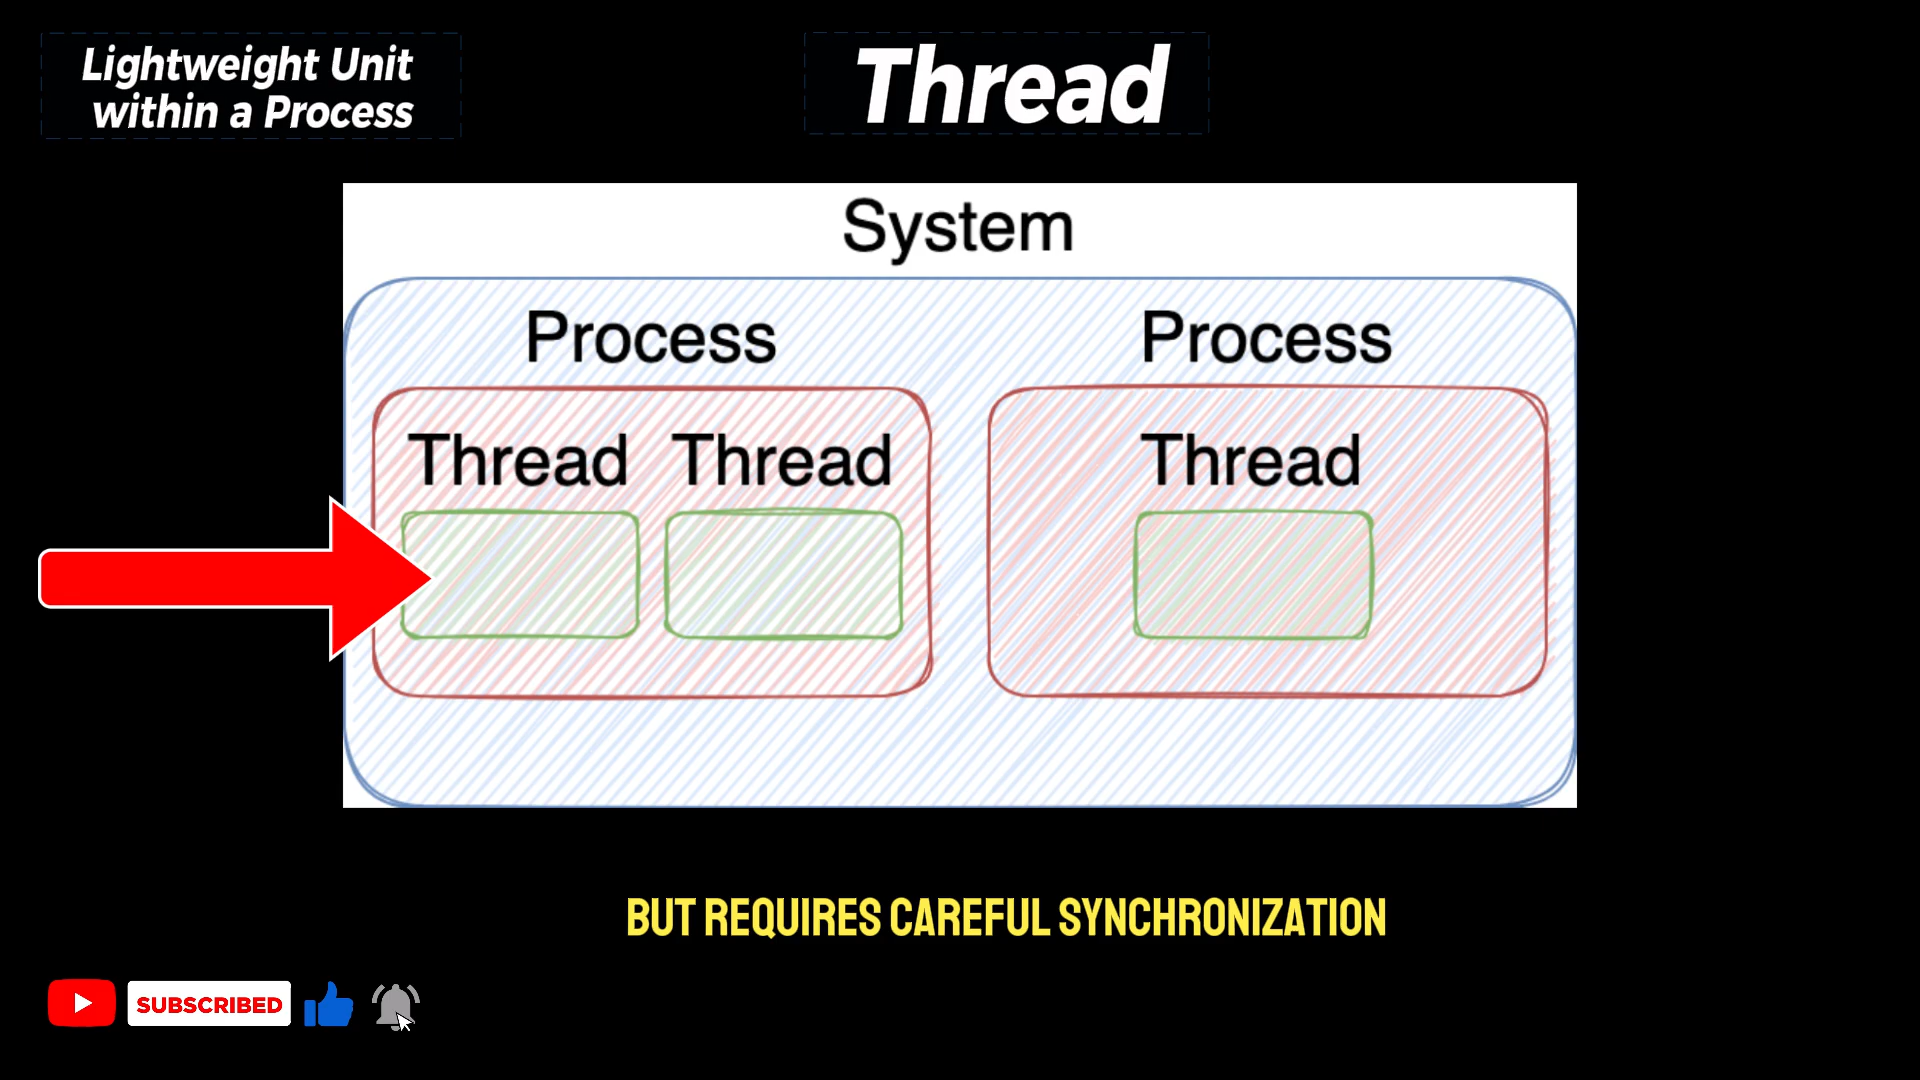 Lightweight Unit
within a Process
Thread
System
Process Process
Thread Thread Thread
BUT REQUIRES CAREFUL SYNCHRONIZATION
SUBSCRIBED